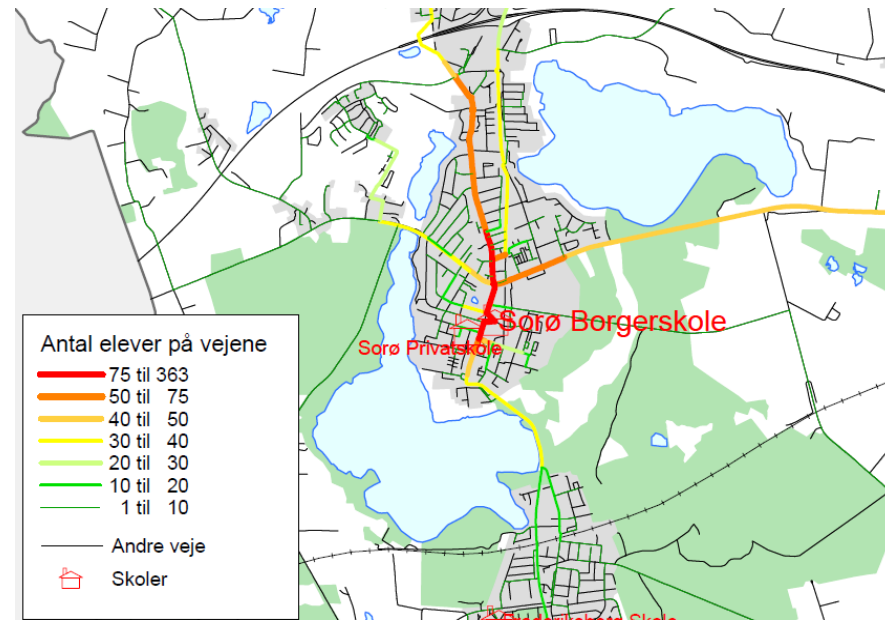 Sorø Borgerskole
Sorø Privatskole
Antal elever på vejene
75 til 363
50 til 75
40 til 50
30 til 40
20 til 30
10 til 20
1 til 10
Andre veje
Skoler
Skole